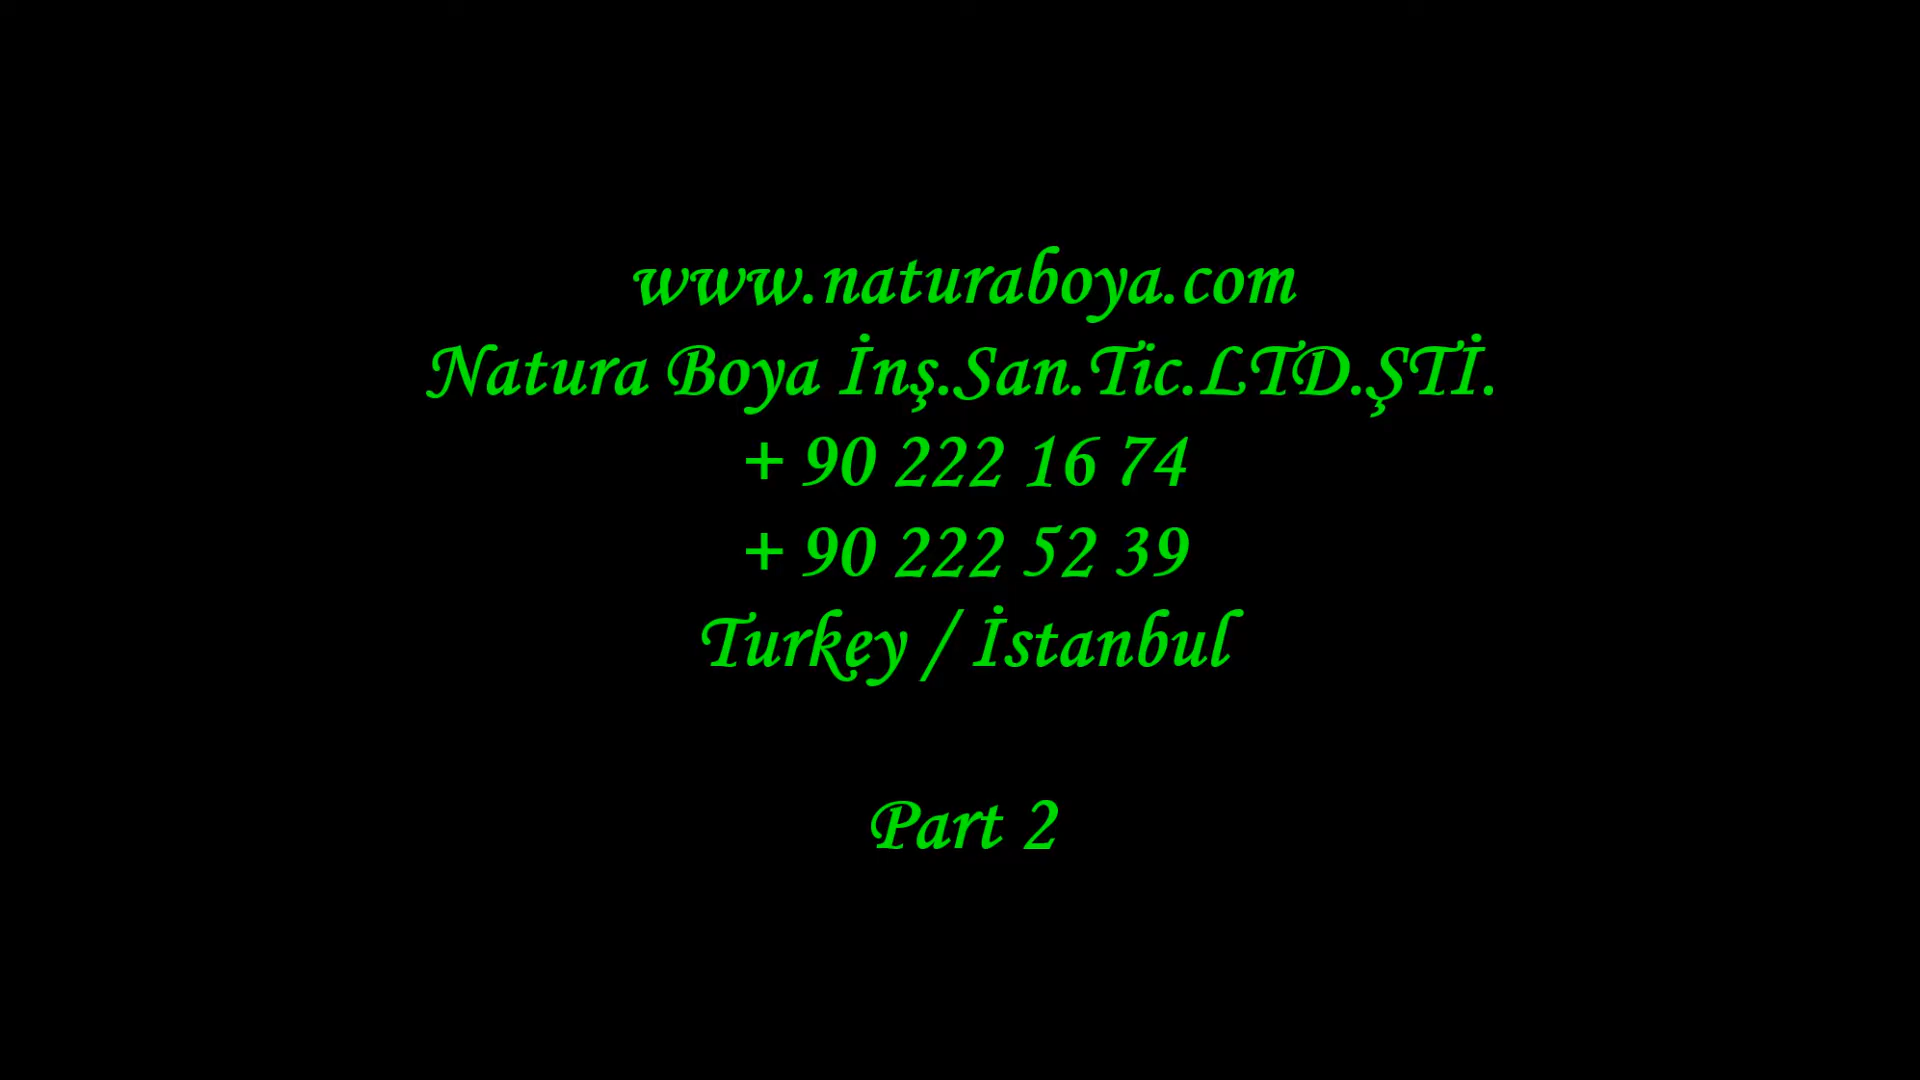 www.naturaboya.com
Natura Boya İnş.San.Tic.LTD.ŞTİ.
+ 90 222 16 74
+ 90 222 52 39
Turkey / İstanbul
Part 2